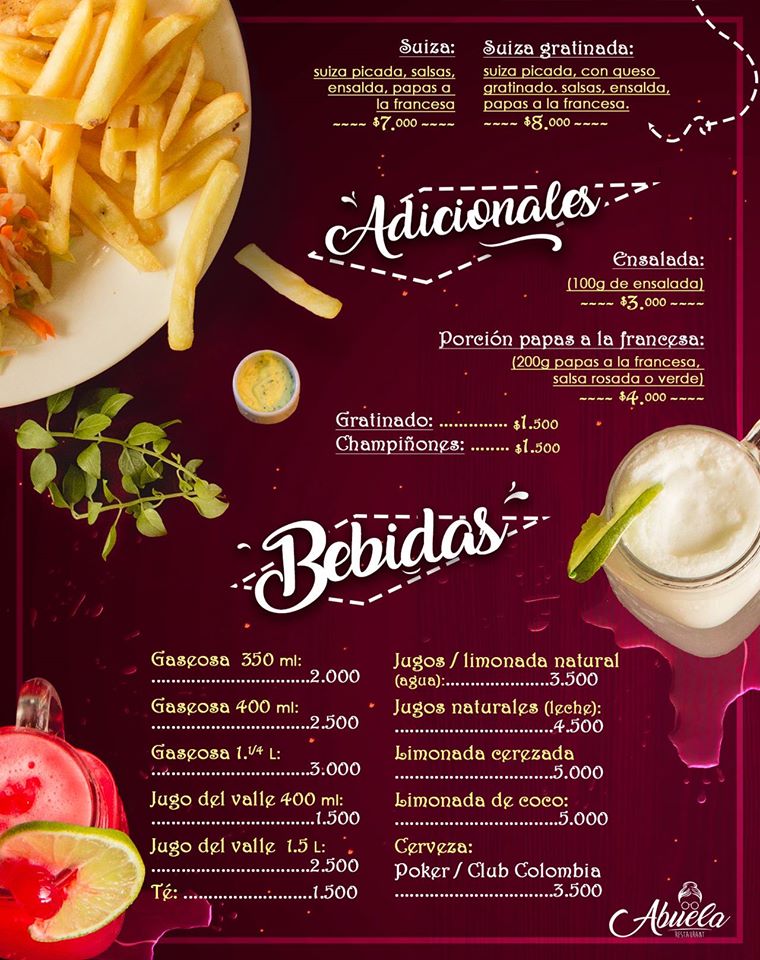 Suiza:
suiza picada, salsas,
ensalda, papas a
la francesa
~~~~ $7.000 ~~~~
Suiza gratinada:
suiza picada, con queso
gratinado. salsas, ensalda,
papas a la francesa.
~~~~ $8.000 ~~~~
Adicionales
Ensalada:
(100g de ensalada)
~~~~ $3.000 ~~~~
Porción papas a la francesa:
(200g papas a la francesa,
salsa rosada o verde)
~~~~ $4.000 ~~~~
Gratinado: .............. $1.500
Champiñones: ........ $1.500
Bebidas
Gaseosa 350 ml:
.............................2.000
Gaseosa 400 ml:
.............................2.500
Gaseosa 1.1/4 L:
.............................3.000
Jugo del valle 400 ml:
..............................1.500
Jugo del valle 1.5 L:
.............................2.500
Té: .......................1.500
Jugos / limonada natural
(agua):...................3.500
Jugos naturales (leche):
.............................4.500
Limonada cerezada
.............................5.000
Limonada de coco:
..............................5.000
Cerveza:
Poker / Club Colombia
.............................3.500
Abuela
RESTAURANT